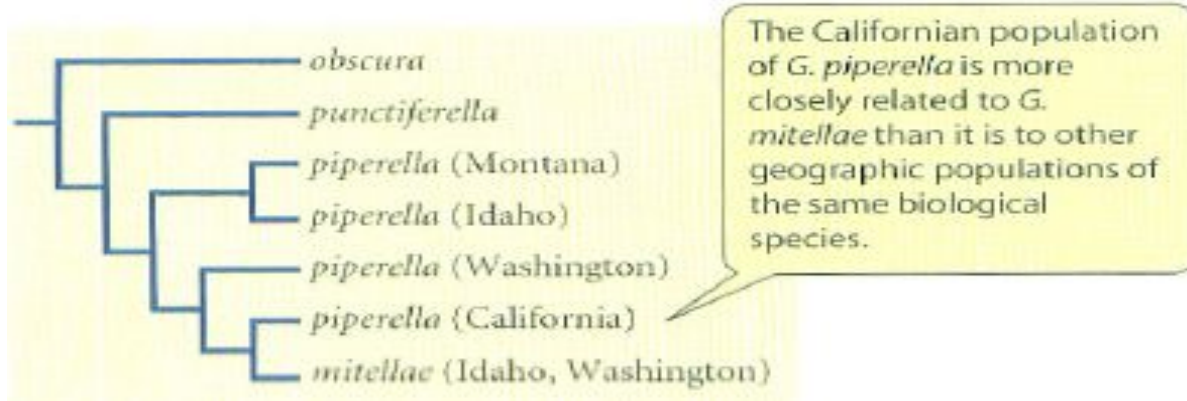 obscura
punctiferella
piperella (Montana)
piperella (Idaho)
piperella (Washington)
piperella (California)
mitellae (Idaho, Washington)
The Californian population
of G. piperella is more
closely related to G.
mitellae than it is to other
geographic populations of
the same biological
species.